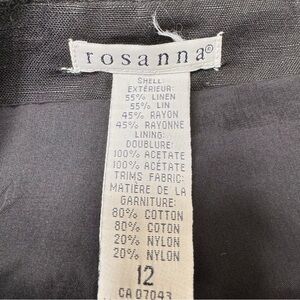 rosanna®
SHELL:
EXTÉRIEUR:
55% LINEN
55% LIN
45% RAYON
45% RAYONNE
LINING:
DOUBLURE:
100% ACETATE
100% ACÉTATE
TRIMS FABRIC:
MATIÈRE DE LA
GARNITURE:
80% COTTON
80% COTON
20% NYLON
20% NYLON
12
CA 07043